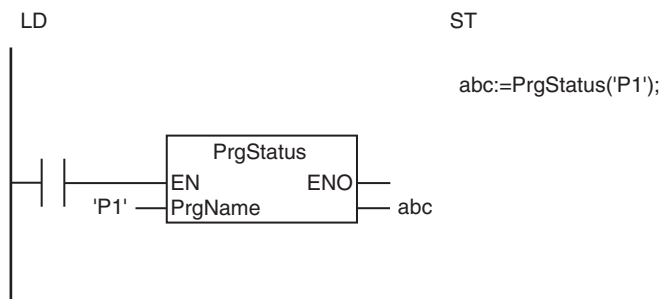 LD
ST
abc:=PrgStatus('P1');
PrgStatus
EN ENO
'P1' PrgName abc